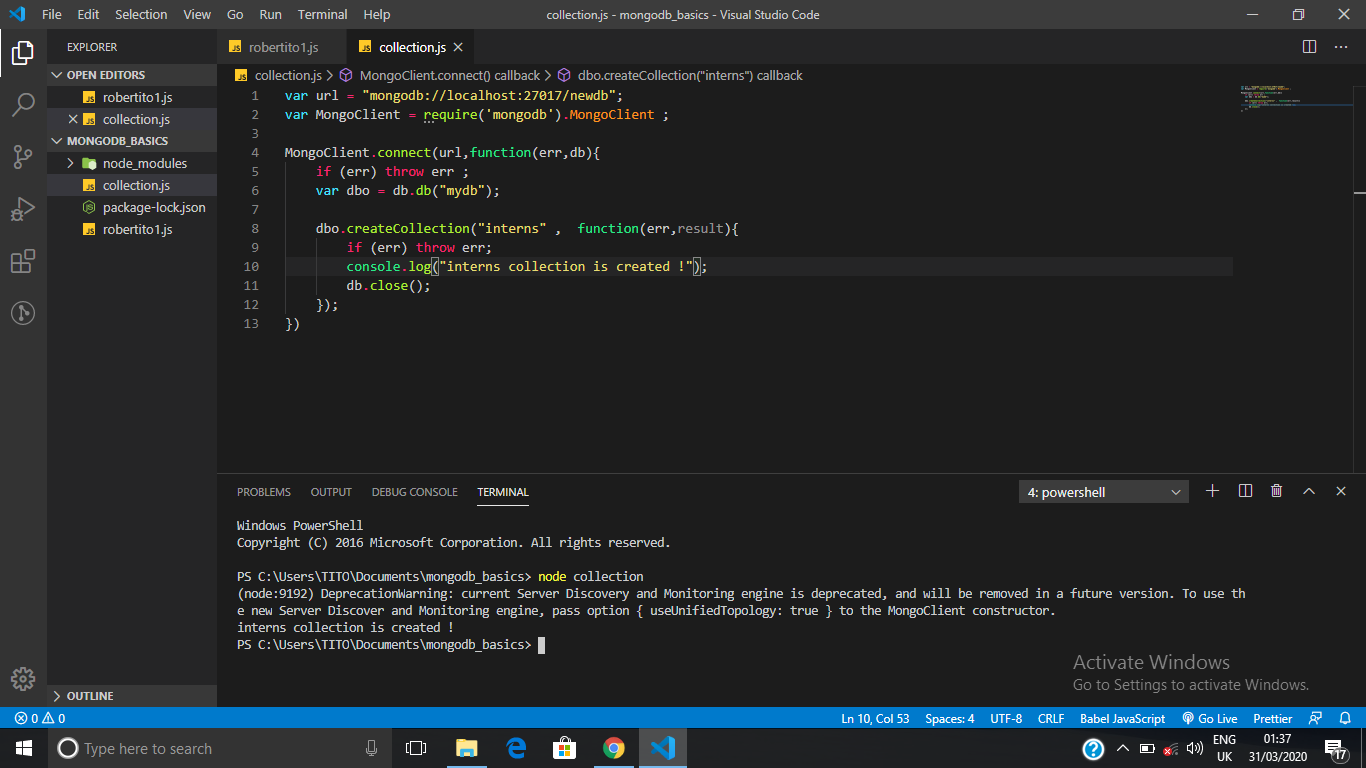 File Edit Selection View Go Run Terminal Help
collection.js - mongodb_basics - Visual Studio Code
EXPLORER
OPEN EDITORS
JS robertito1.js
JS collection.js
MONGODB_BASICS
node_modules
JS collection.js
package-lock.json
JS robertito1.js
OUTLINE
JS robertito1.js
JS collection.js
JS collection.js > MongoClient.connect() callback > dbo.createCollection("interns") callback
1 var url = "mongodb://localhost:27017/newdb";
2 var MongoClient = require('mongodb').MongoClient ;
3
4 MongoClient.connect(url,function(err,db){
5 if (err) throw err ;
6 var dbo = db.db("mydb");
7
8 dbo.createCollection("interns" ,  function(err,result){
9 if (err) throw err;
10 console.log("interns collection is created !");
11 db.close();
12 });
13 })
PROBLEMS OUTPUT DEBUG CONSOLE TERMINAL
4: powershell
Windows PowerShell
Copyright (C) 2016 Microsoft Corporation. All rights reserved.
PS C:\Users\TITO\Documents\mongodb_basics> node collection
(node:9192) DeprecationWarning: current Server Discovery and Monitoring engine is deprecated, and will be removed in a future version. To use th
e new Server Discover and Monitoring engine, pass option { useUnifiedTopology: true } to the MongoClient constructor.
interns collection is created !
PS C:\Users\TITO\Documents\mongodb_basics>
Activate Windows
Go to Settings to activate Windows.
0 0
Ln 10, Col 53 Spaces: 4 UTF-8 CRLF Babel JavaScript Go Live Prettier
Type here to search
ENG
UK
01:37
31/03/2020
17